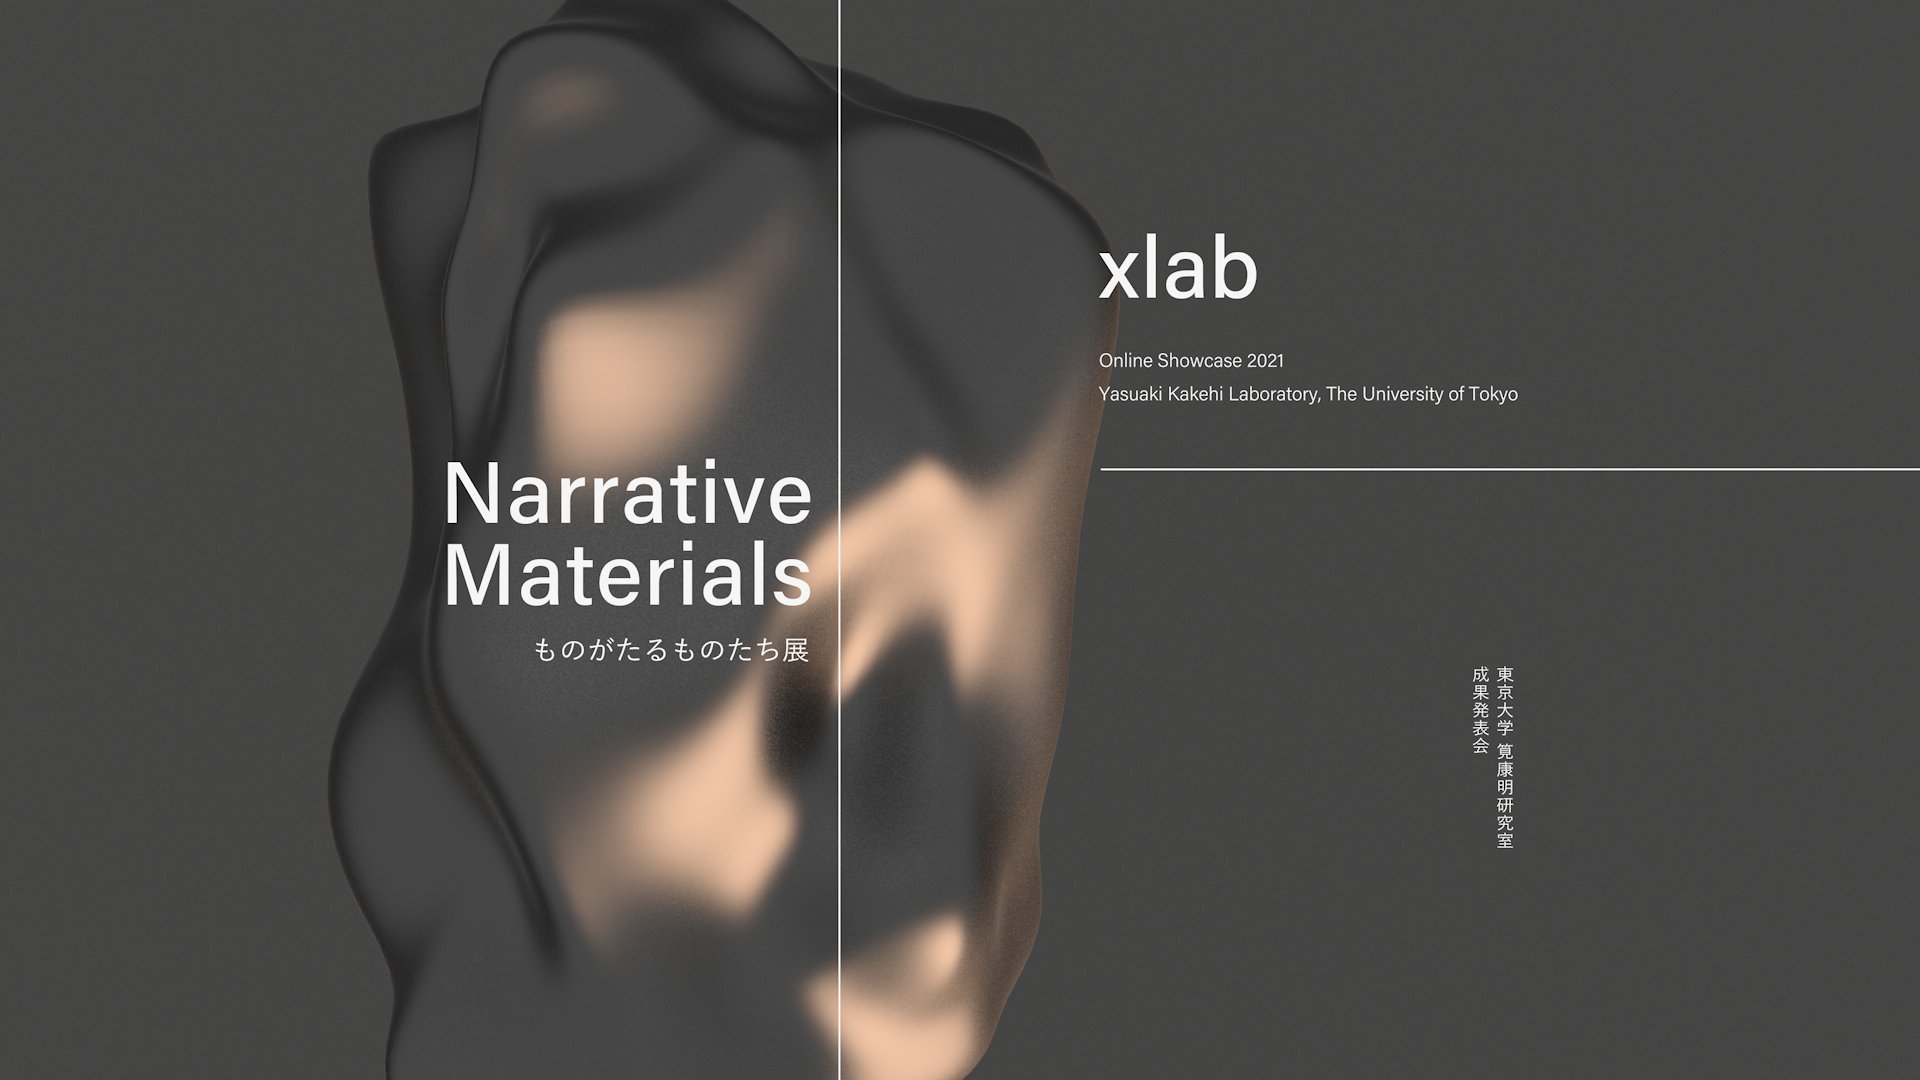 Narrative
Materials
ものがたるものたち展
xlab
Online Showcase 2021
Yasuaki Kakehi Laboratory, The University of Tokyo
東京大学 筧康明研究室
成果発表会